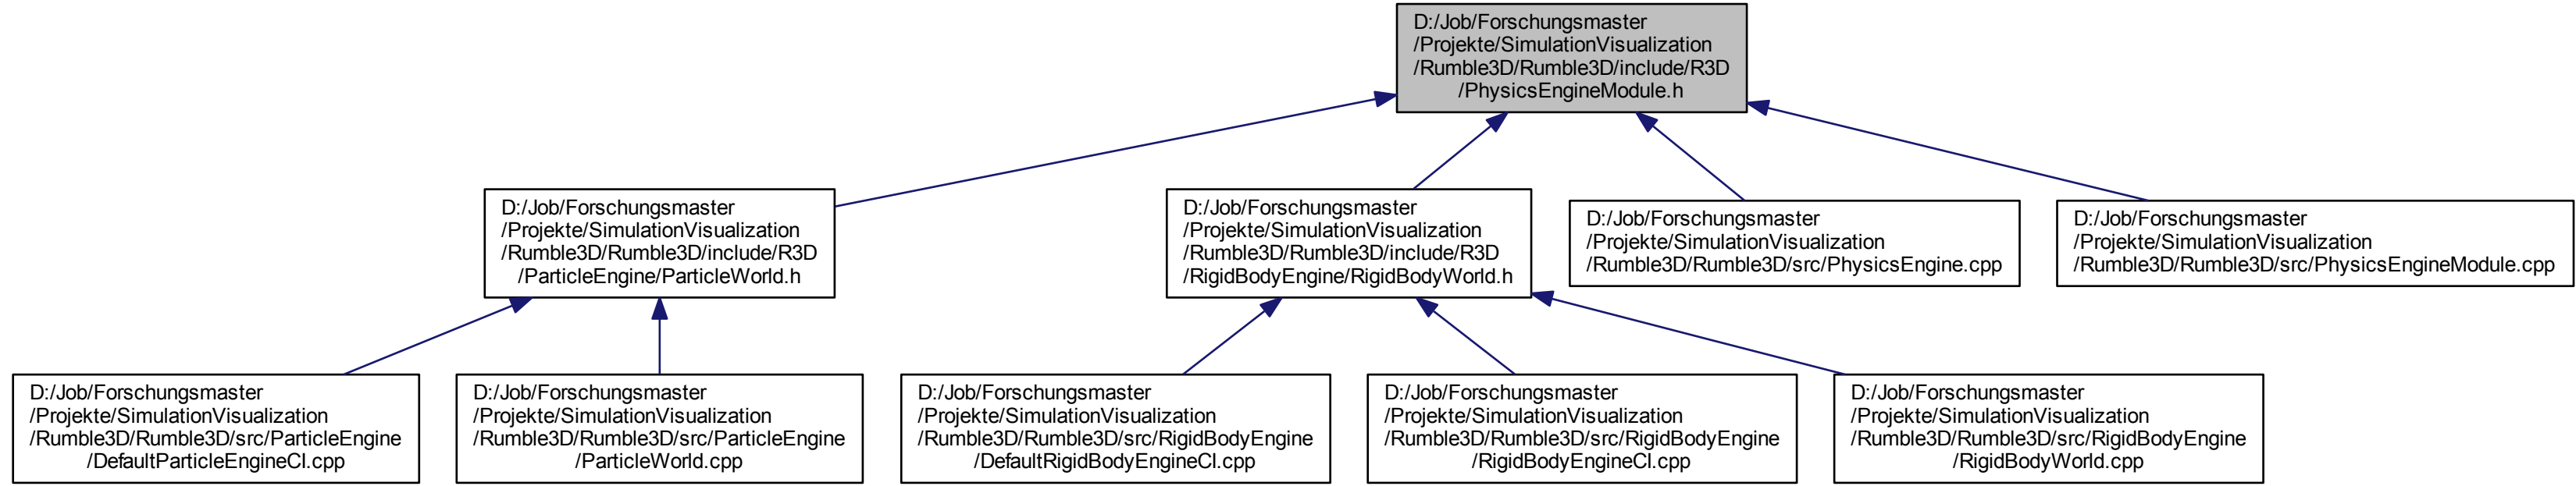 D:/Job/Forschungsmaster
/Projekte/SimulationVisualization
/Rumble3D/Rumble3D/include/R3D
/PhysicsEngineModule.h
D:/Job/Forschungsmaster
/Projekte/SimulationVisualization
/Rumble3D/Rumble3D/include/R3D
/ParticleEngine/ParticleWorld.h
D:/Job/Forschungsmaster
/Projekte/SimulationVisualization
/Rumble3D/Rumble3D/include/R3D
/RigidBodyEngine/RigidBodyWorld.h
D:/Job/Forschungsmaster
/Projekte/SimulationVisualization
/Rumble3D/Rumble3D/src/PhysicsEngine.cpp
D:/Job/Forschungsmaster
/Projekte/SimulationVisualization
/Rumble3D/Rumble3D/src/PhysicsEngineModule.cpp
D:/Job/Forschungsmaster
/Projekte/SimulationVisualization
/Rumble3D/Rumble3D/src/ParticleEngine
/DefaultParticleEngineCI.cpp
D:/Job/Forschungsmaster
/Projekte/SimulationVisualization
/Rumble3D/Rumble3D/src/ParticleEngine
/ParticleWorld.cpp
D:/Job/Forschungsmaster
/Projekte/SimulationVisualization
/Rumble3D/Rumble3D/src/RigidBodyEngine
/DefaultRigidBodyEngineCI.cpp
D:/Job/Forschungsmaster
/Projekte/SimulationVisualization
/Rumble3D/Rumble3D/src/RigidBodyEngine
/RigidBodyEngineCI.cpp
D:/Job/Forschungsmaster
/Projekte/SimulationVisualization
/Rumble3D/Rumble3D/src/RigidBodyEngine
/RigidBodyWorld.cpp